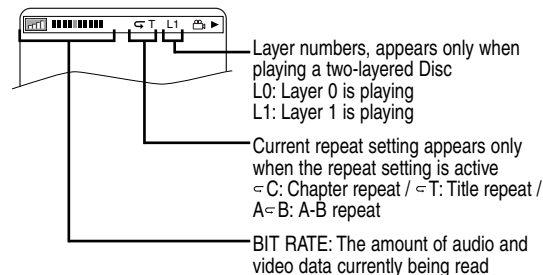 T L1
Layer numbers, appears only when
playing a two-layered Disc
L0: Layer 0 is playing
L1: Layer 1 is playing
Current repeat setting appears only
when the repeat setting is active
C: Chapter repeat / T: Title repeat /
A B: A-B repeat
BIT RATE: The amount of audio and
video data currently being read